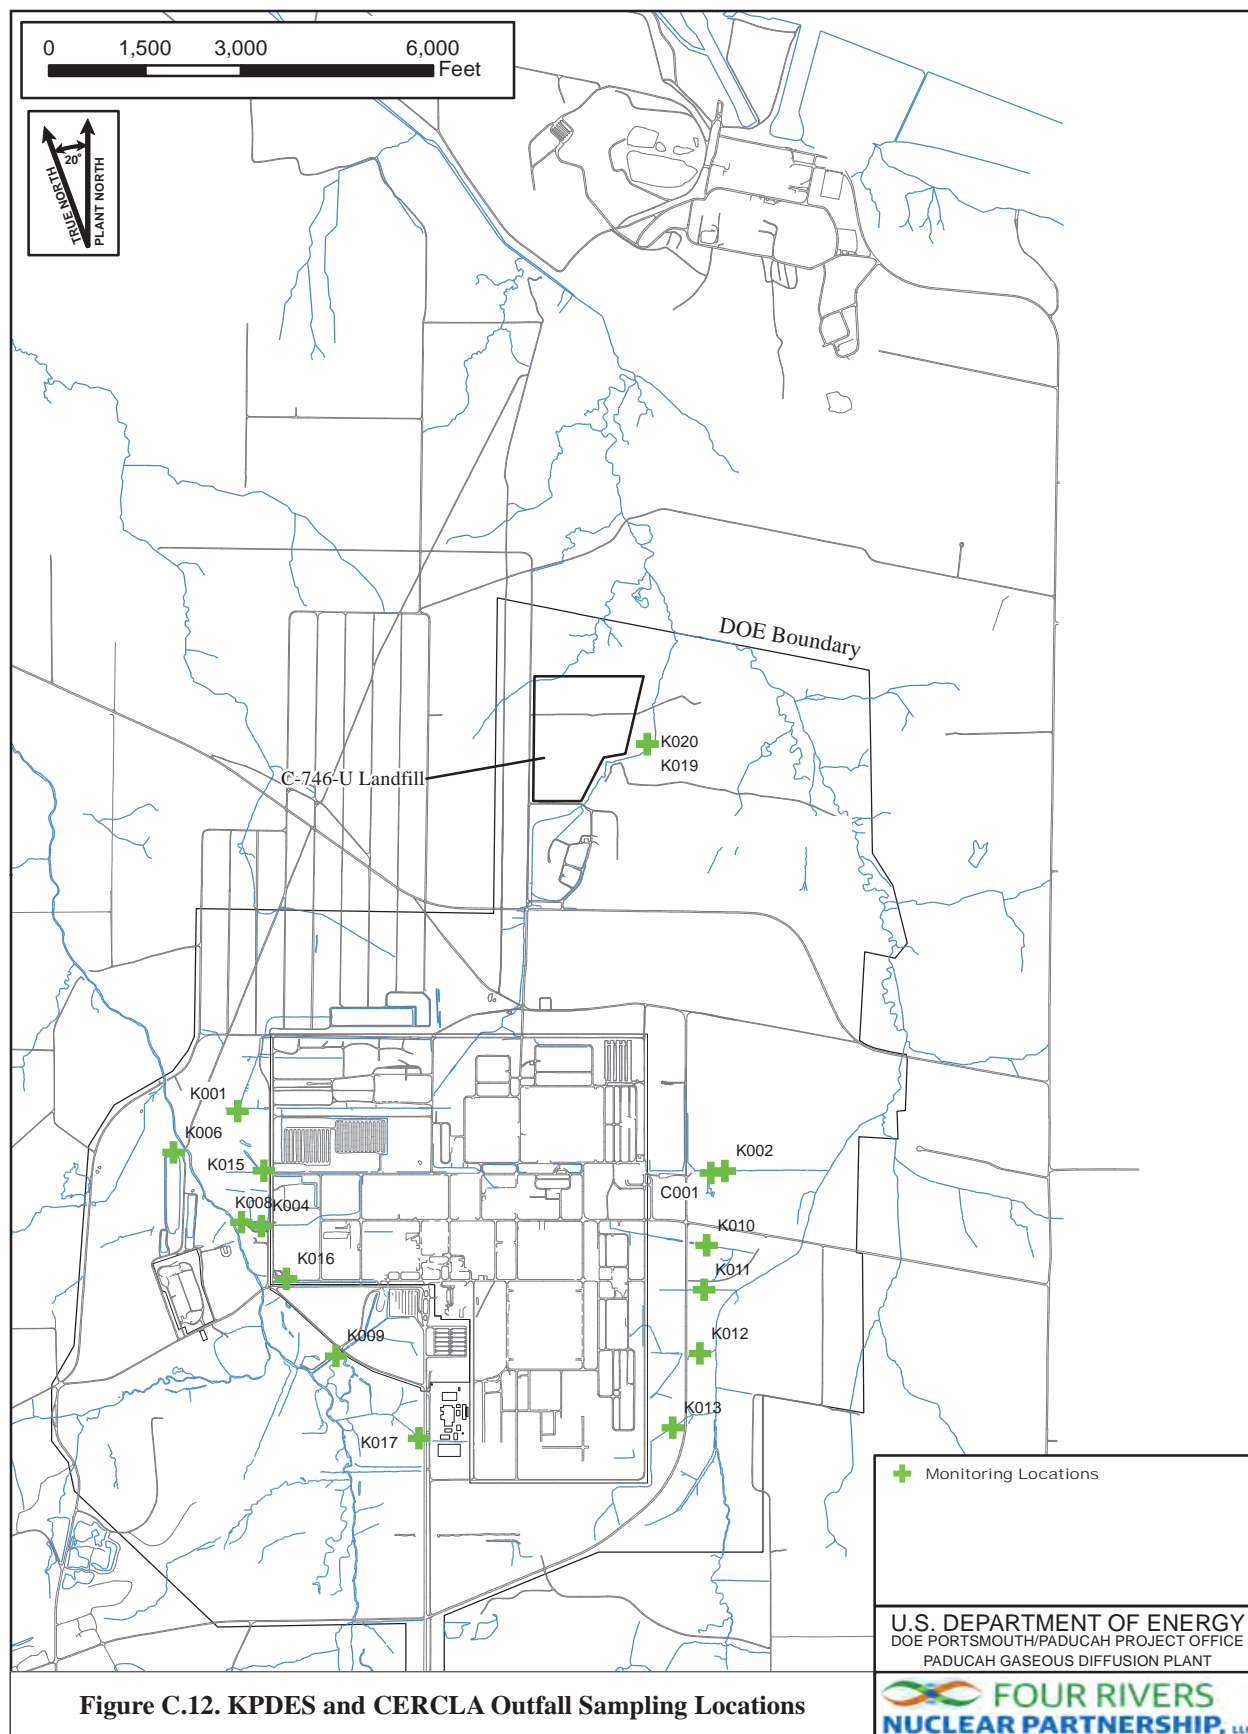 0 1,500 3,000 6,000
Feet
20°
TRUE NORTH
PLANT NORTH
DOE Boundary
K020
K019
C-746-U Landfill
K001
K006
K002
K015
C001
K008
K004
K010
K016
K011
K012
K009
K013
K017
Monitoring Locations
U.S. DEPARTMENT OF ENERGY
DOE PORTSMOUTH/PADUCAH PROJECT OFFICE
PADUCAH GASEOUS DIFFUSION PLANT
Figure C.12. KPDES and CERCLA Outfall Sampling Locations
FOUR RIVERS
NUCLEAR PARTNERSHIP,